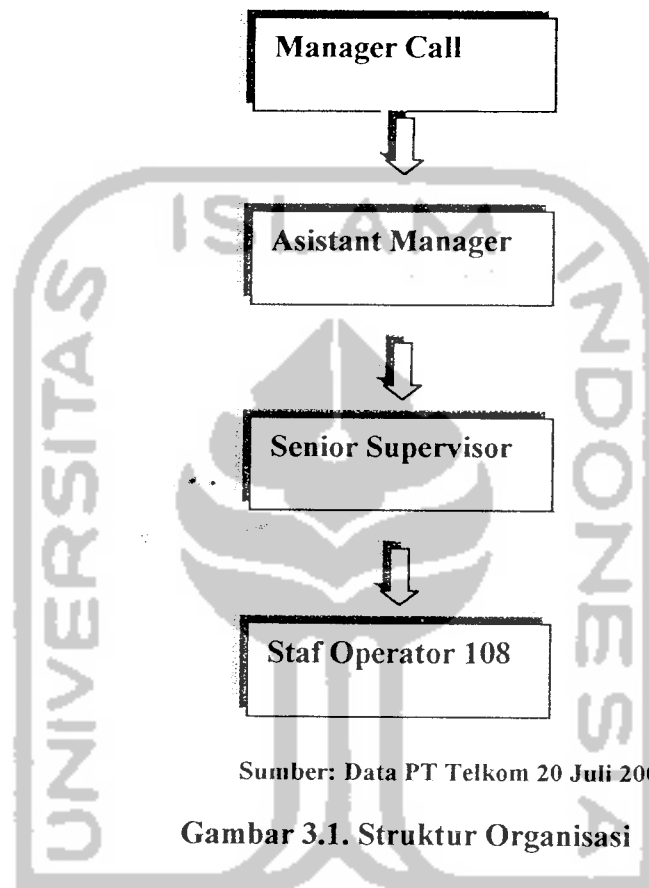 Manager Call
Asistant Manager
Senior Supervisor
Staf Operator 108
Sumber: Data PT Telkom 20 Juli
Gambar 3.1. Struktur Organisasi
UNIVERSITAS
ISLAM
INDONESIA